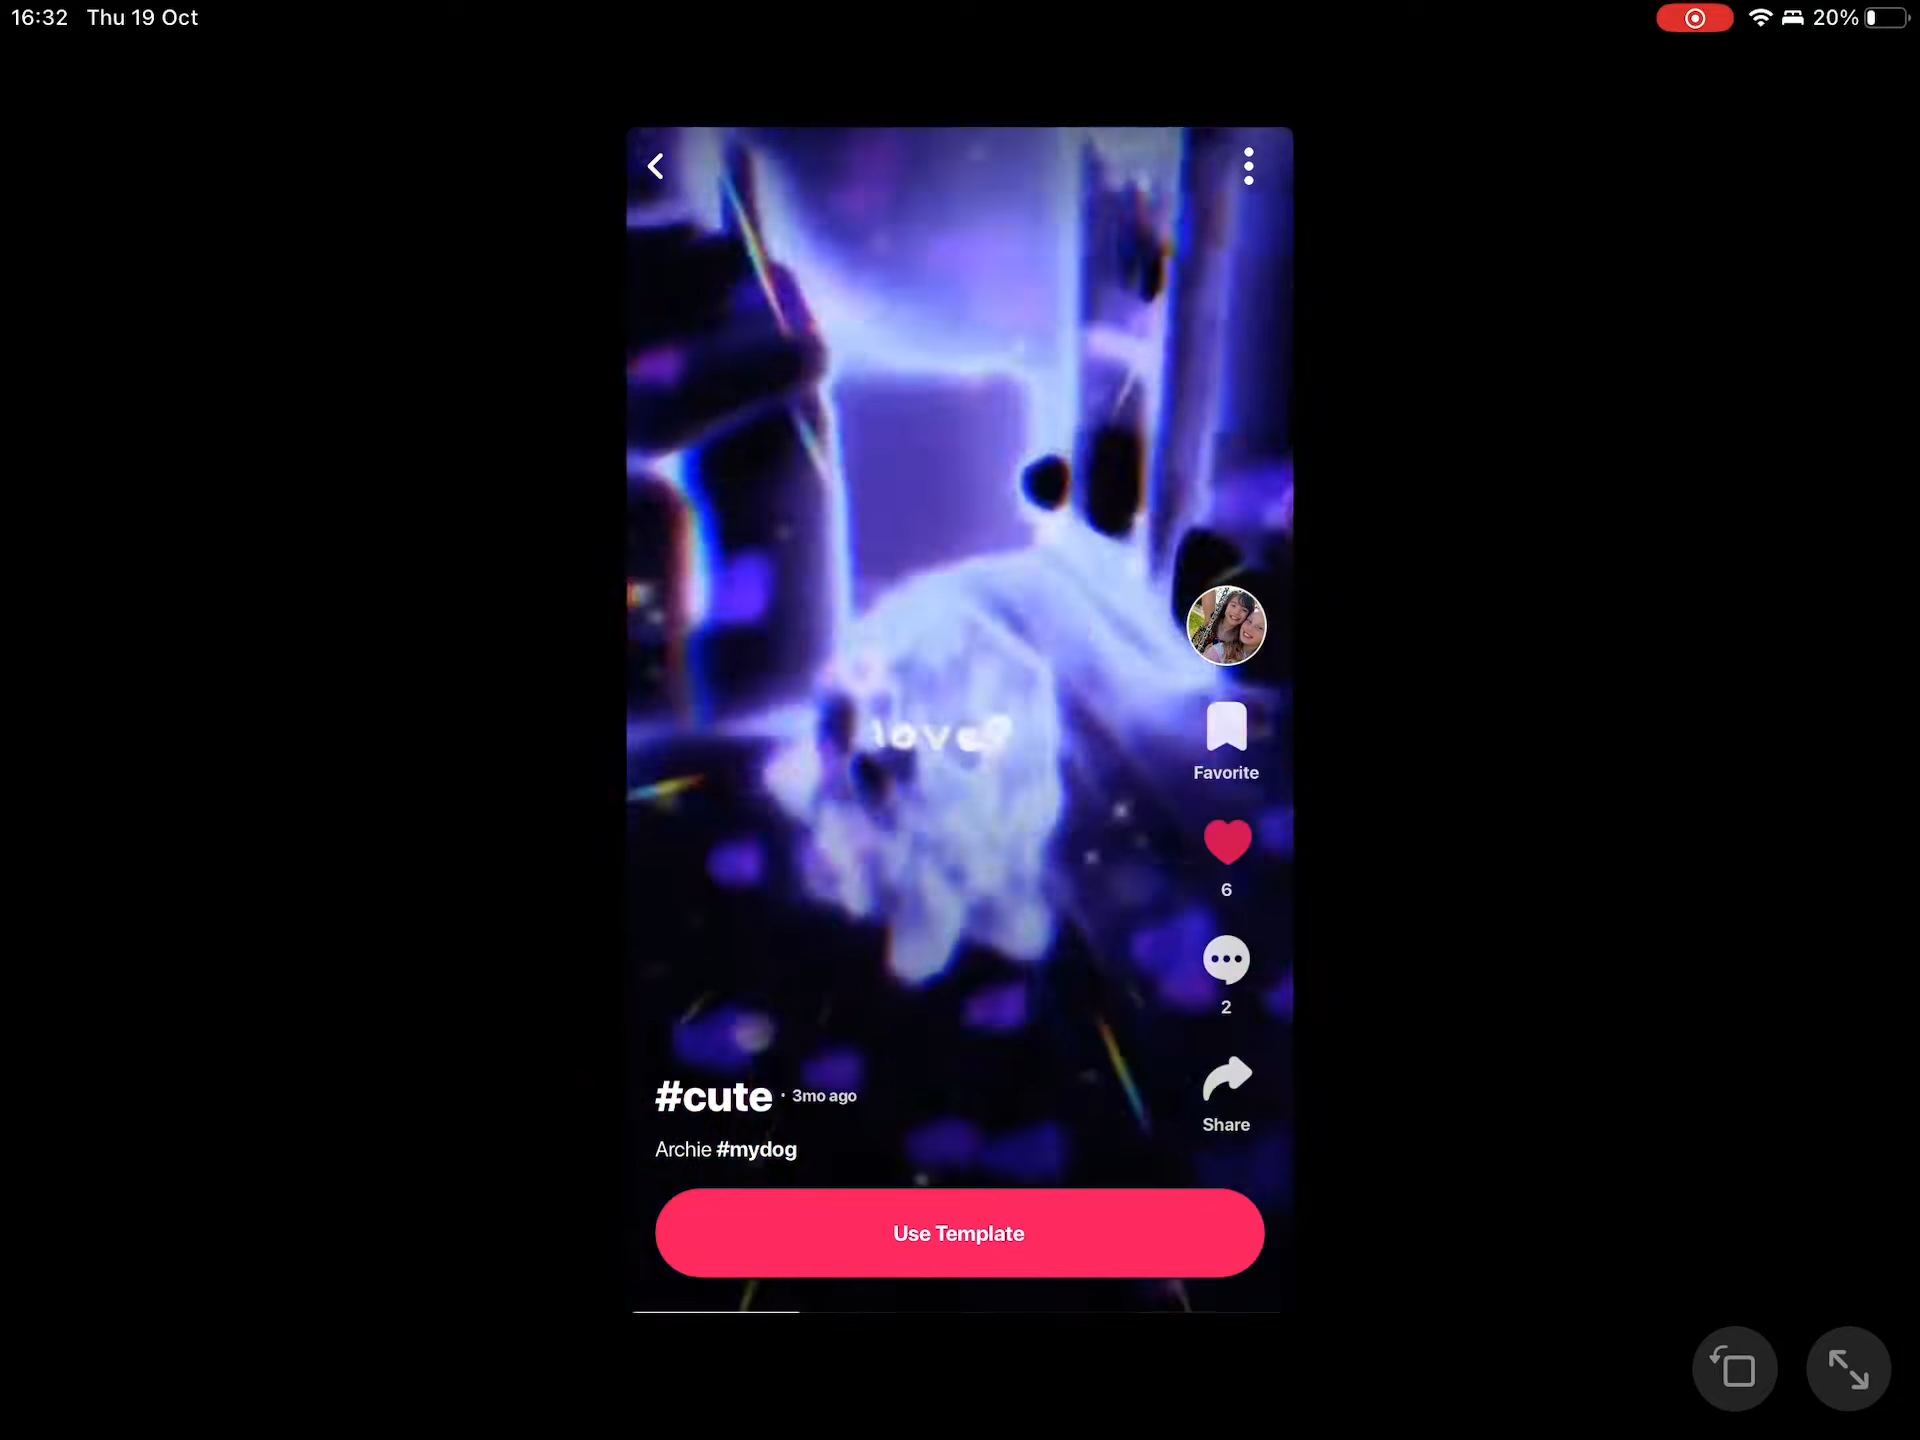 16:32 Thu 19 Oct
20%
love
Favorite
6
2
Share
#cute · 3mo ago
Archie #mydog
Use Template